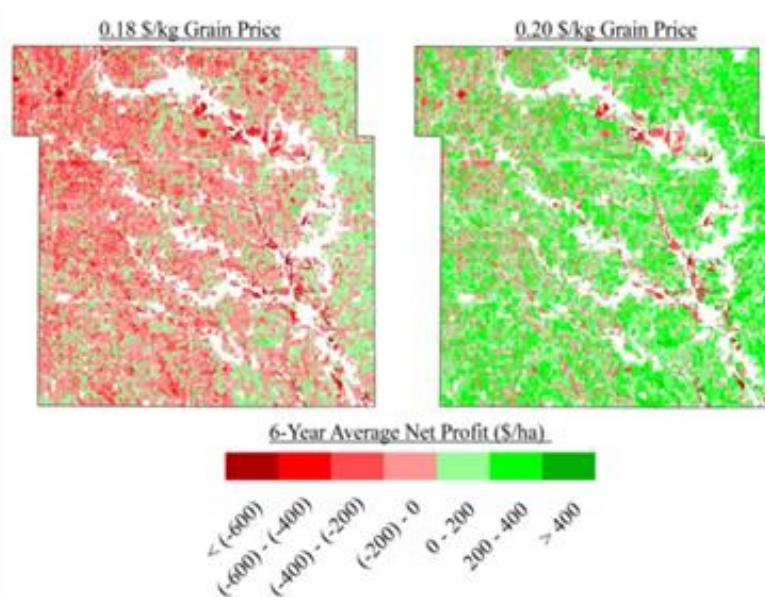 0.18 $/kg Grain Price
0.20 $/kg Grain Price
6-Year Average Net Profit ($/ha)
< (-600)
(-600) - (-400)
(-400) - (-200)
(-200) - 0
0 - 200
200 - 400
> 400